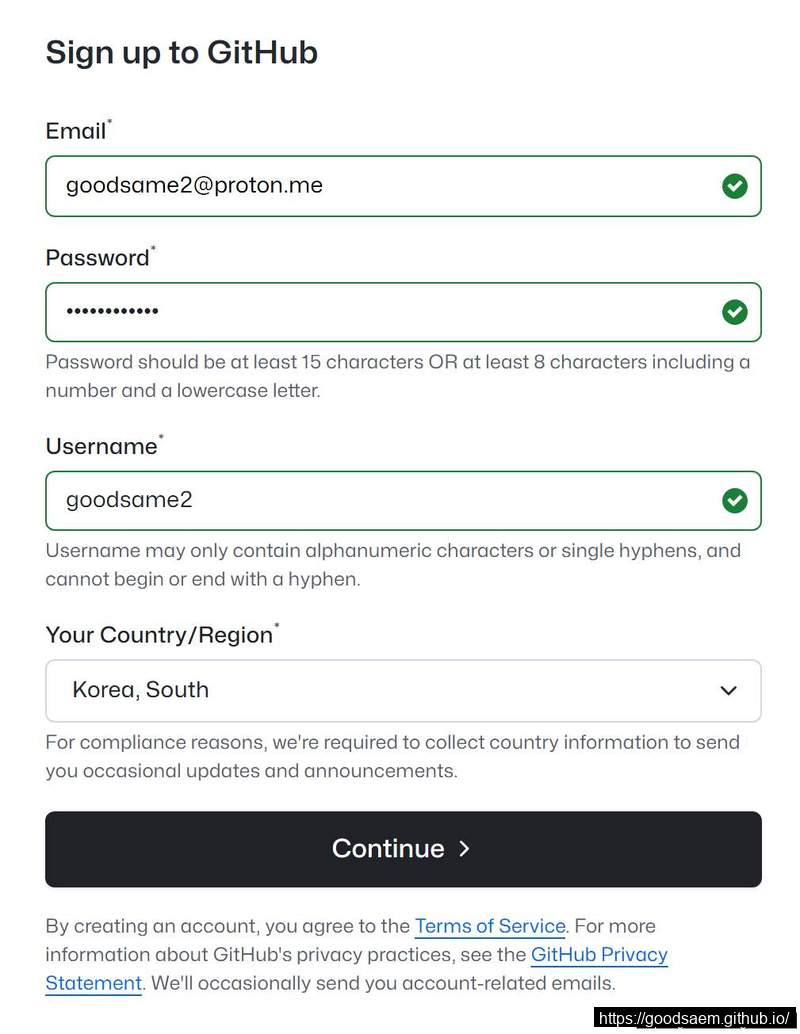 Sign up to GitHub
Email*
goodsame2@proton.me
Password*
••••••••••••
Password should be at least 15 characters OR at least 8 characters including a
number and a lowercase letter.
Username*
goodsame2
Username may only contain alphanumeric characters or single hyphens, and
cannot begin or end with a hyphen.
Your Country/Region*
Korea, South
For compliance reasons, we're required to collect country information to send
you occasional updates and announcements.
Continue >
By creating an account, you agree to the Terms of Service. For more
information about GitHub's privacy practices, see the GitHub Privacy
Statement. We'll occasionally send you account-related emails.
https://goodsaem.github.io/